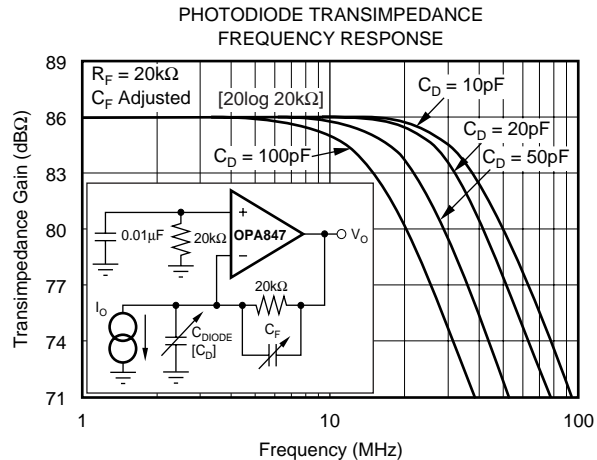 PHOTODIODE TRANSIMPEDANCE
FREQUENCY RESPONSE
89
86
83
80
77
74
71
Transimpedance Gain (dBΩ)
R_F = 20kΩ
C_F Adjusted
[20log 20kΩ]
C_D = 10pF
C_D = 20pF
C_D = 50pF
C_D = 100pF
+
OPA847
−
V_O
0.01µF
20kΩ
20kΩ
I_O
C_DIODE
[C_D]
C_F
1
10
100
Frequency (MHz)